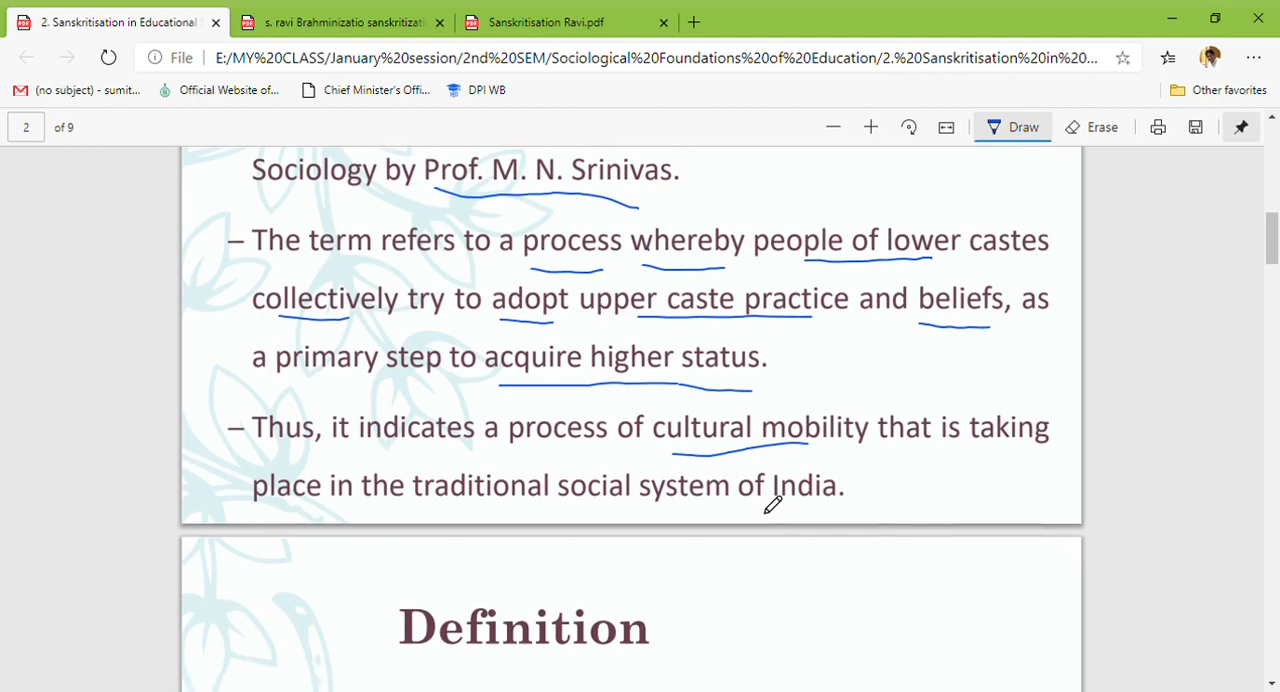 2. Sanskritisation in Educational
s. ravi Brahminizatio sanskritizati
Sanskritisation Ravi.pdf
File
E:/MY%20CLASS/January%20session/2nd%20SEM/Sociological%20Foundations%20of%20Education/2.%20Sanskritisation%20in%20...
(no subject) - sumit...
Official Website of...
Chief Minister's Offi...
DPI WB
Other favorites
2 of 9
Draw
Erase
Sociology by Prof. M. N. Srinivas.
– The term refers to a process whereby people of lower castes
collectively try to adopt upper caste practice and beliefs, as
a primary step to acquire higher status.
– Thus, it indicates a process of cultural mobility that is taking
place in the traditional social system of India.
Definition